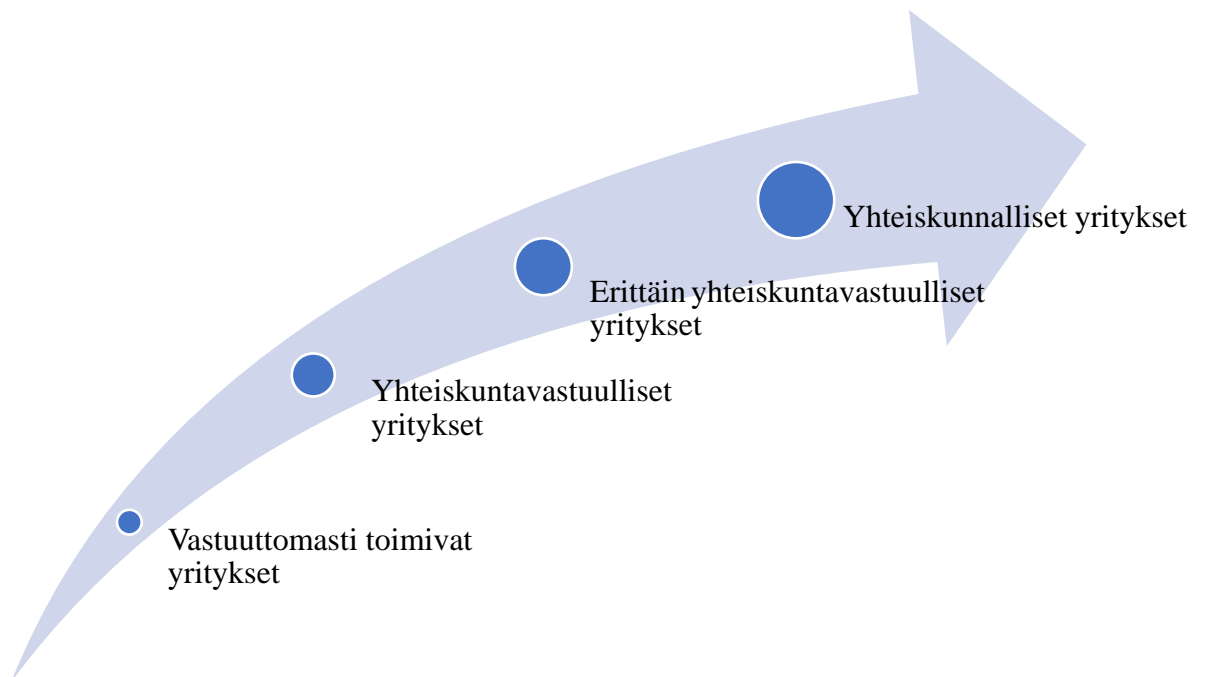 Yhteiskunnalliset yritykset
Erittäin yhteiskuntavastuulliset
yritykset
Yhteiskuntavastuulliset
yritykset
Vastuuttomasti toimivat
yritykset